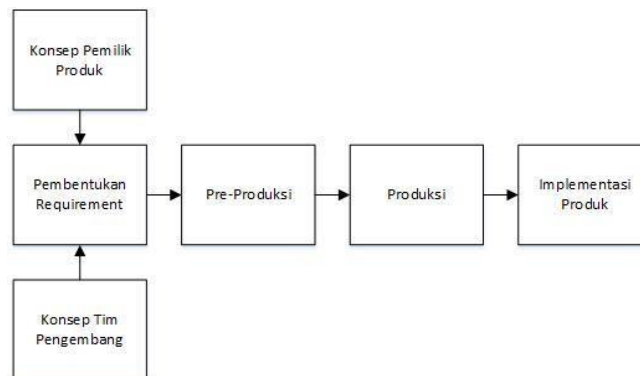 Konsep Pemilik
Produk
Pembentukan
Requirement
Pre-Produksi
Produksi
Implementasi
Produk
Konsep Tim
Pengembang